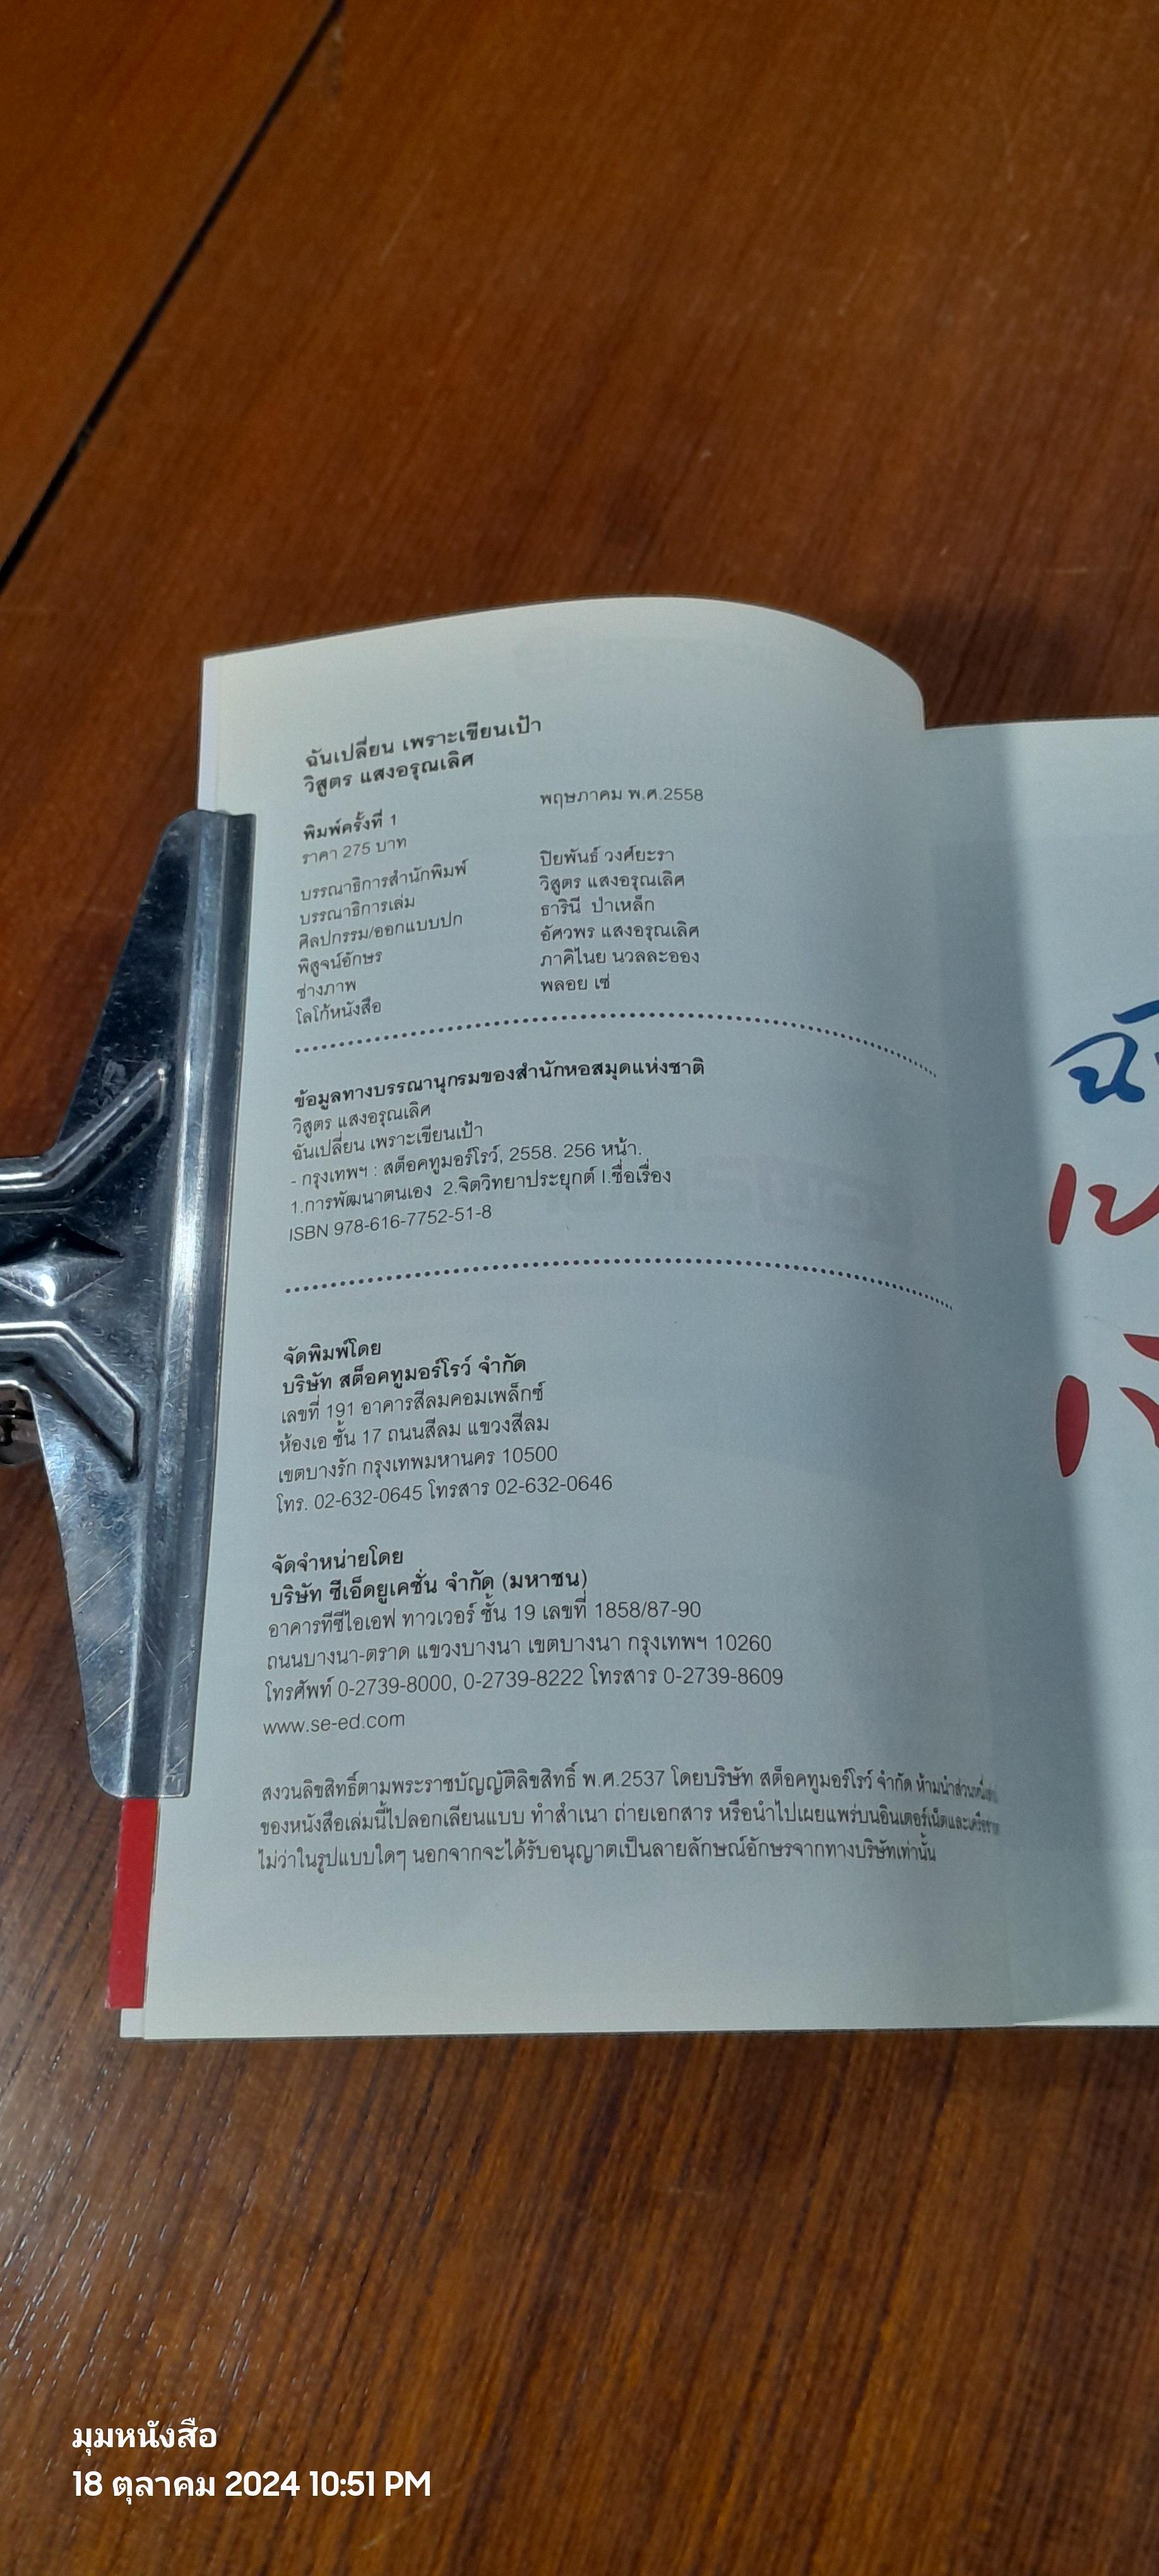 ฉันเปลี่ยน เพราะเขียนเป้า
วิสูตร แสงอรุณเลิศ
พิมพ์ครั้งที่ 1 พฤษภาคม พ.ศ.2558
ราคา 275 บาท
บรรณาธิการสำนักพิมพ์ ปิยพันธ์ วงศ์ยะรา
บรรณาธิการเล่ม วิสูตร แสงอรุณเลิศ
ศิลปกรรม/ออกแบบปก ธารินี ป่าเหล็ก
พิสูจน์อักษร อัศวพร แสงอรุณเลิศ
ช่างภาพ ภาคิไนย นวลละออง
โลโก้หนังสือ พลอย เซ่
ข้อมูลทางบรรณานุกรมของสำนักหอสมุดแห่งชาติ
วิสูตร แสงอรุณเลิศ
ฉันเปลี่ยน เพราะเขียนเป้า
- กรุงเทพฯ : สต็อคทูมอร์โรว์, 2558. 256 หน้า.
1.การพัฒนาตนเอง 2.จิตวิทยาประยุกต์ I.ชื่อเรื่อง
ISBN 978-616-7752-51-8
จัดพิมพ์โดย
บริษัท สต็อคทูมอร์โรว์ จำกัด
เลขที่ 191 อาคารสีลมคอมเพล็กซ์
ห้องเอ ชั้น 17 ถนนสีลม แขวงสีลม
เขตบางรัก กรุงเทพมหานคร 10500
โทร. 02-632-0645 โทรสาร 02-632-0646
จัดจำหน่ายโดย
บริษัท ซีเอ็ดยูเคชั่น จำกัด (มหาชน)
อาคารทีซีไอเอฟ ทาวเวอร์ ชั้น 19 เลขที่ 1858/87-90
ถนนบางนา-ตราด แขวงบางนา เขตบางนา กรุงเทพฯ 10260
โทรศัพท์ 0-2739-8000, 0-2739-8222 โทรสาร 0-2739-8609
www.se-ed.com
สงวนลิขสิทธิ์ตามพระราชบัญญัติลิขสิทธิ์ พ.ศ.2537 โดยบริษัท สต็อคทูมอร์โรว์ จำกัด ห้ามนำส่วน
ของหนังสือเล่มนี้ไปลอกเลียนแบบ ทำสำเนา ถ่ายเอกสาร หรือนำไปเผยแพร่บนอินเตอร์เน็ตและ
ไม่ว่าในรูปแบบใดๆ นอกจากจะได้รับอนุญาตเป็นลายลักษณ์อักษรจากทางบริษัทเท่านั้น
มุมหนังสือ
18 ตุลาคม 2024 10:51 PM